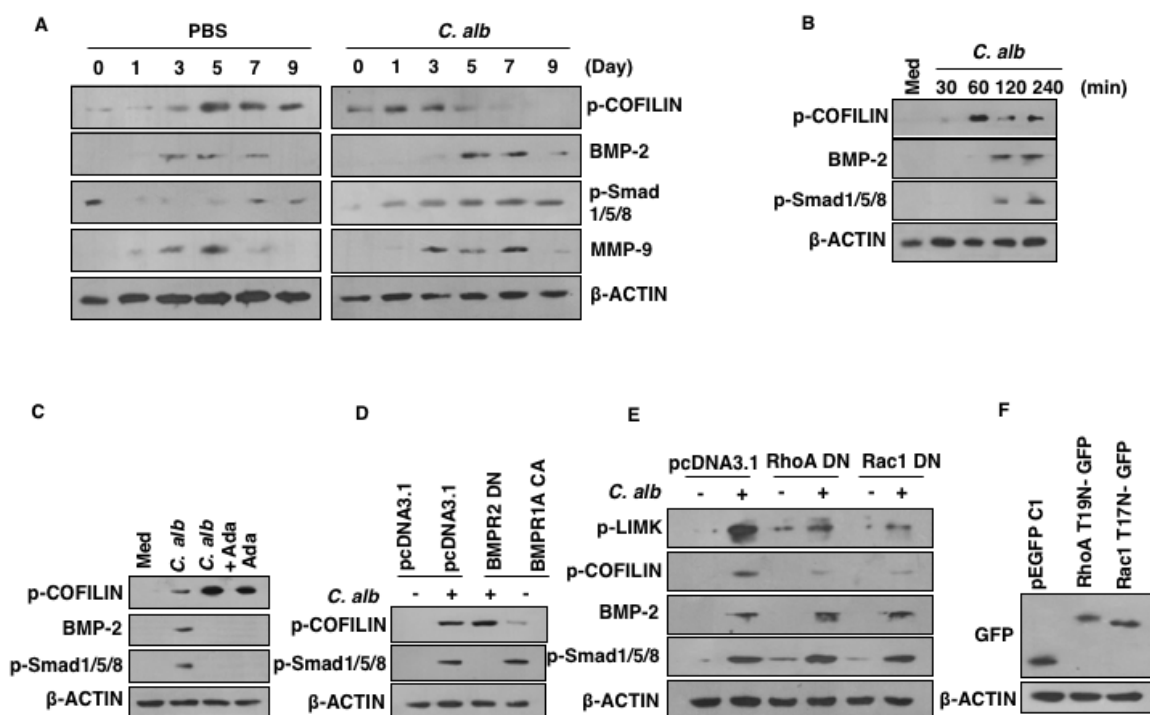 A
PBS
C. alb
0 1 3 5 7 9 0 1 3 5 7 9 (Day)
p-COFILIN
BMP-2
p-Smad
1/5/8
MMP-9
β-ACTIN
B
Med
C. alb
30 60 120 240 (min)
p-COFILIN
BMP-2
p-Smad1/5/8
β-ACTIN
C
Med
C. alb
C. alb
+ Ada
Ada
p-COFILIN
BMP-2
p-Smad1/5/8
β-ACTIN
D
pcDNA3.1
pcDNA3.1
BMPR2 DN
BMPR1A CA
C. alb - + + -
p-COFILIN
p-Smad1/5/8
β-ACTIN
E
pcDNA3.1 RhoA DN Rac1 DN
C. alb - + - + - +
p-LIMK
p-COFILIN
BMP-2
p-Smad1/5/8
β-ACTIN
F
pEGFP C1
RhoA T19N- GFP
Rac1 T17N- GFP
GFP
β-ACTIN